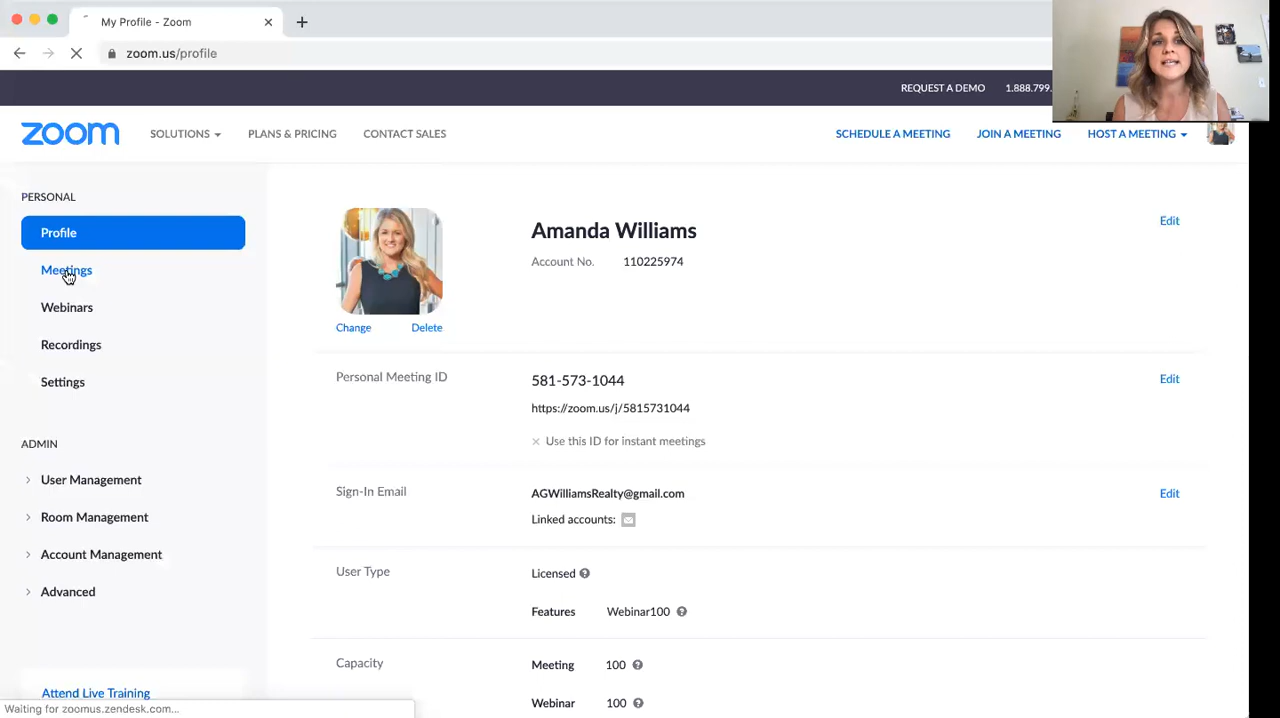 My Profile - Zoom
zoom.us/profile
REQUEST A DEMO 1.888.799.
zoom SOLUTIONS PLANS & PRICING CONTACT SALES SCHEDULE A MEETING JOIN A MEETING HOST A MEETING
PERSONAL
Profile
Meetings
Webinars
Recordings
Settings
ADMIN
User Management
Room Management
Account Management
Advanced
Attend Live Training
Amanda Williams
Edit
Account No. 110225974
Change Delete
Personal Meeting ID 581-573-1044 Edit
https://zoom.us/j/5815731044
× Use this ID for instant meetings
Sign-In Email AGWilliamsRealty@gmail.com Edit
Linked accounts:
User Type Licensed
Features Webinar100
Capacity Meeting 100
Webinar 100
Waiting for zoomus.zendesk.com...